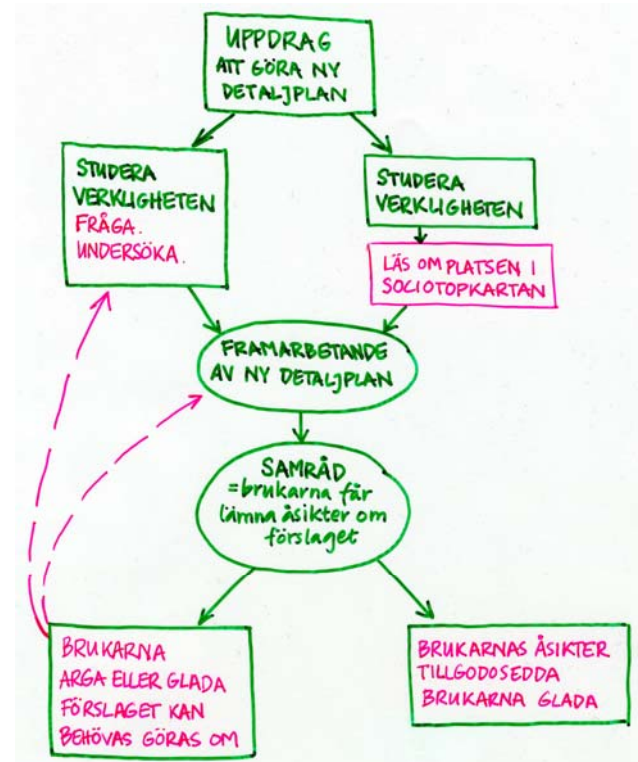 UPPDRAG
ATT GÖRA NY
DETALJPLAN
STUDERA
VERKLIGHETEN
FRÅGA.
UNDERSÖKA.
STUDERA
VERKLIGHETEN
LÄS OM PLATSEN I
SOCIOTOPKARTAN
FRAMARBETANDE
AV NY DETALJPLAN
SAMRÅD
=brukarna får
lämna åsikter om
förslaget
BRUKARNA
ARGA ELLER GLADA
FÖRSLAGET KAN
BEHÖVAS GÖRAS OM
BRUKARNAS ÅSIKTER
TILLGODOSEDDA
BRUKARNA GLADA